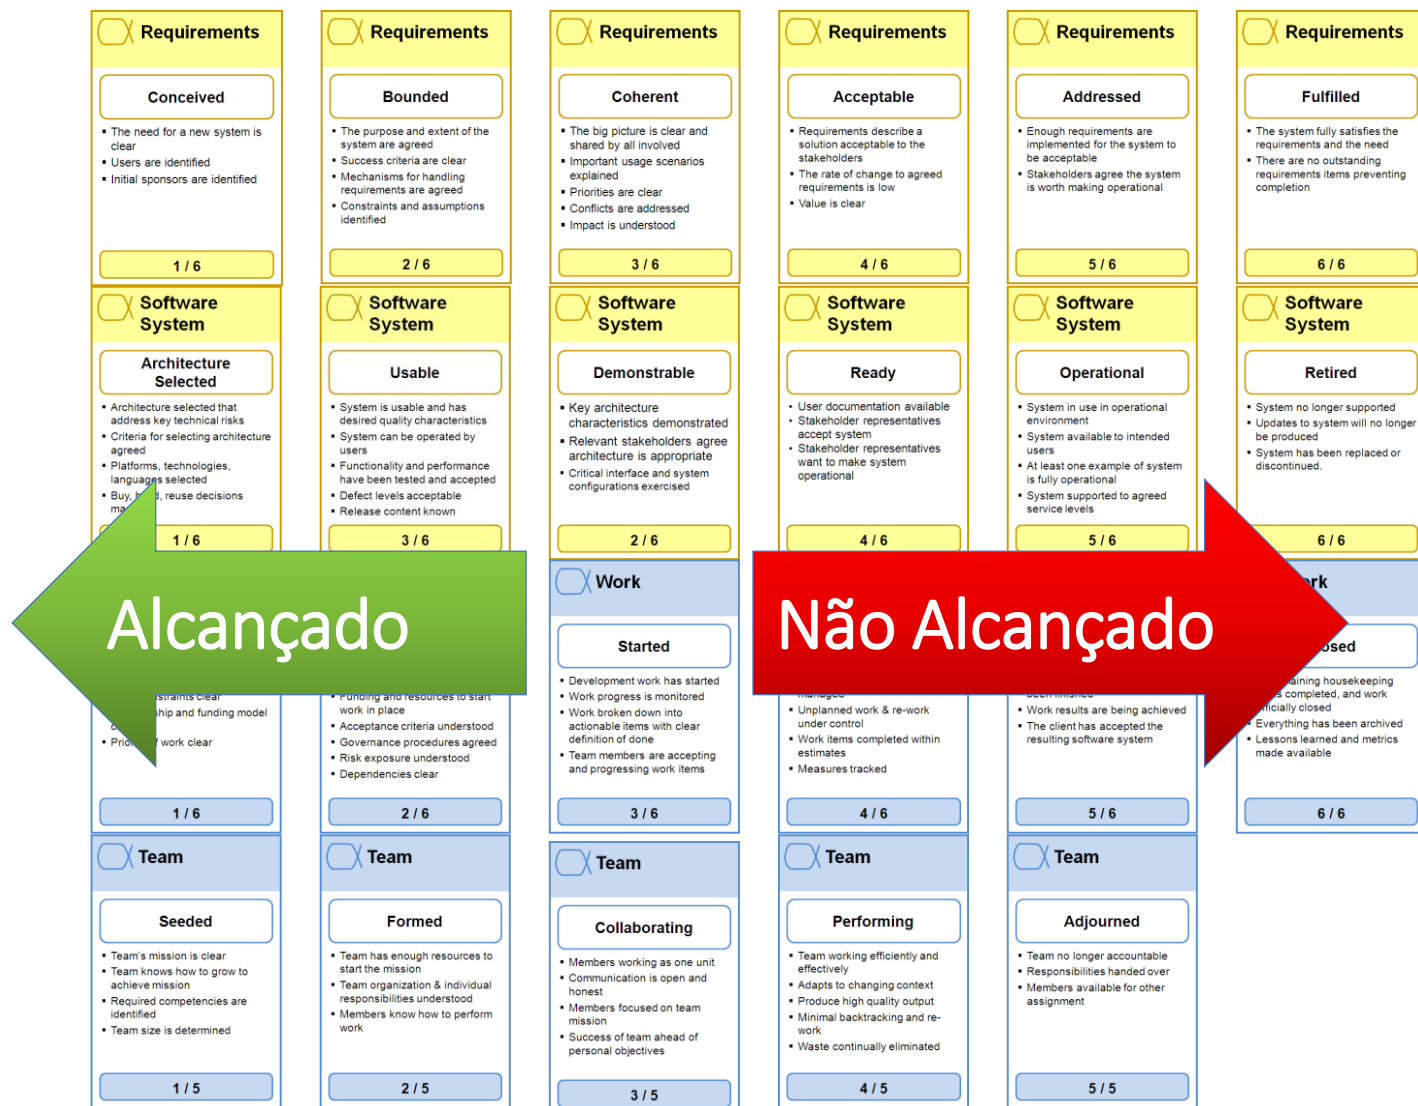 Requirements
Conceived
The need for a new system is
clear
Users are identified
Initial sponsors are identified
1 / 6
Requirements
Bounded
The purpose and extent of the
system are agreed
Success criteria are clear
Mechanisms for handling
requirements are agreed
Constraints and assumptions
identified
2 / 6
Requirements
Coherent
The big picture is clear and
shared by all involved
Important usage scenarios
explained
Priorities are clear
Conflicts are addressed
Impact is understood
3 / 6
Requirements
Acceptable
Requirements describe a
solution acceptable to the
stakeholders
The rate of change to agreed
requirements is low
Value is clear
4 / 6
Requirements
Addressed
Enough requirements are
implemented for the system to
be acceptable
Stakeholders agree the system
is worth making operational
5 / 6
Requirements
Fulfilled
The system fully satisfies the
requirements and the need
There are no outstanding
requirements items preventing
completion
6 / 6
Software
System
Architecture
Selected
Architecture selected that
address key technical risks
Criteria for selecting architecture
agreed
Platforms, technologies,
languages selected
Buy, reuse decisions
1 / 6
Software
System
Usable
System is usable and has
desired quality characteristics
System can be operated by
users
Functionality and performance
have been tested and accepted
Defect levels acceptable
Release content known
3 / 6
Software
System
Demonstrable
Key architecture
characteristics demonstrated
Relevant stakeholders agree
architecture is appropriate
Critical interface and system
configurations exercised
2 / 6
Software
System
Ready
User documentation available
Stakeholder representatives
accept system
Stakeholder representatives
want to make system
operational
4 / 6
Software
System
Operational
System in use in operational
environment
System available to intended
users
At least one example of system
is fully operational
System supported to agreed
service levels
5 / 6
Software
System
Retired
System no longer supported
Updates to system will no longer
be produced
System has been replaced or
discontinued.
6 / 6
Alcançado
Não Alcançado
clear
and funding model
work clear
1 / 6
Funding and resources to start
work in place
Acceptance criteria understood
Governance procedures agreed
Risk exposure understood
Dependencies clear
2 / 6
Work
Started
Development work has started
Work progress is monitored
Work broken down into
actionable items with clear
definition of done
Team members are accepting
and progressing work items
3 / 6
managed
Unplanned work & re-work
under control
Work items completed within
estimates
Measures tracked
4 / 6
been finished
Work results are being achieved
The client has accepted the
resulting software system
5 / 6
housekeeping
completed, and work
closed
Everything has been archived
Lessons learned and metrics
made available
6 / 6
Team
Seeded
Team's mission is clear
Team knows how to grow to
achieve mission
Required competencies are
identified
Team size is determined
1 / 5
Team
Formed
Team has enough resources to
start the mission
Team organization & individual
responsibilities understood
Members know how to perform
work
2 / 5
Team
Collaborating
Members working as one unit
Communication is open and
honest
Members focused on team
mission
Success of team ahead of
personal objectives
3 / 5
Team
Performing
Team working efficiently and
effectively
Adapts to changing context
Produce high quality output
Minimal backtracking and re-
work
Waste continually eliminated
4 / 5
Team
Adjourned
Team no longer accountable
Responsibilities handed over
Members available for other
assignment
5 / 5